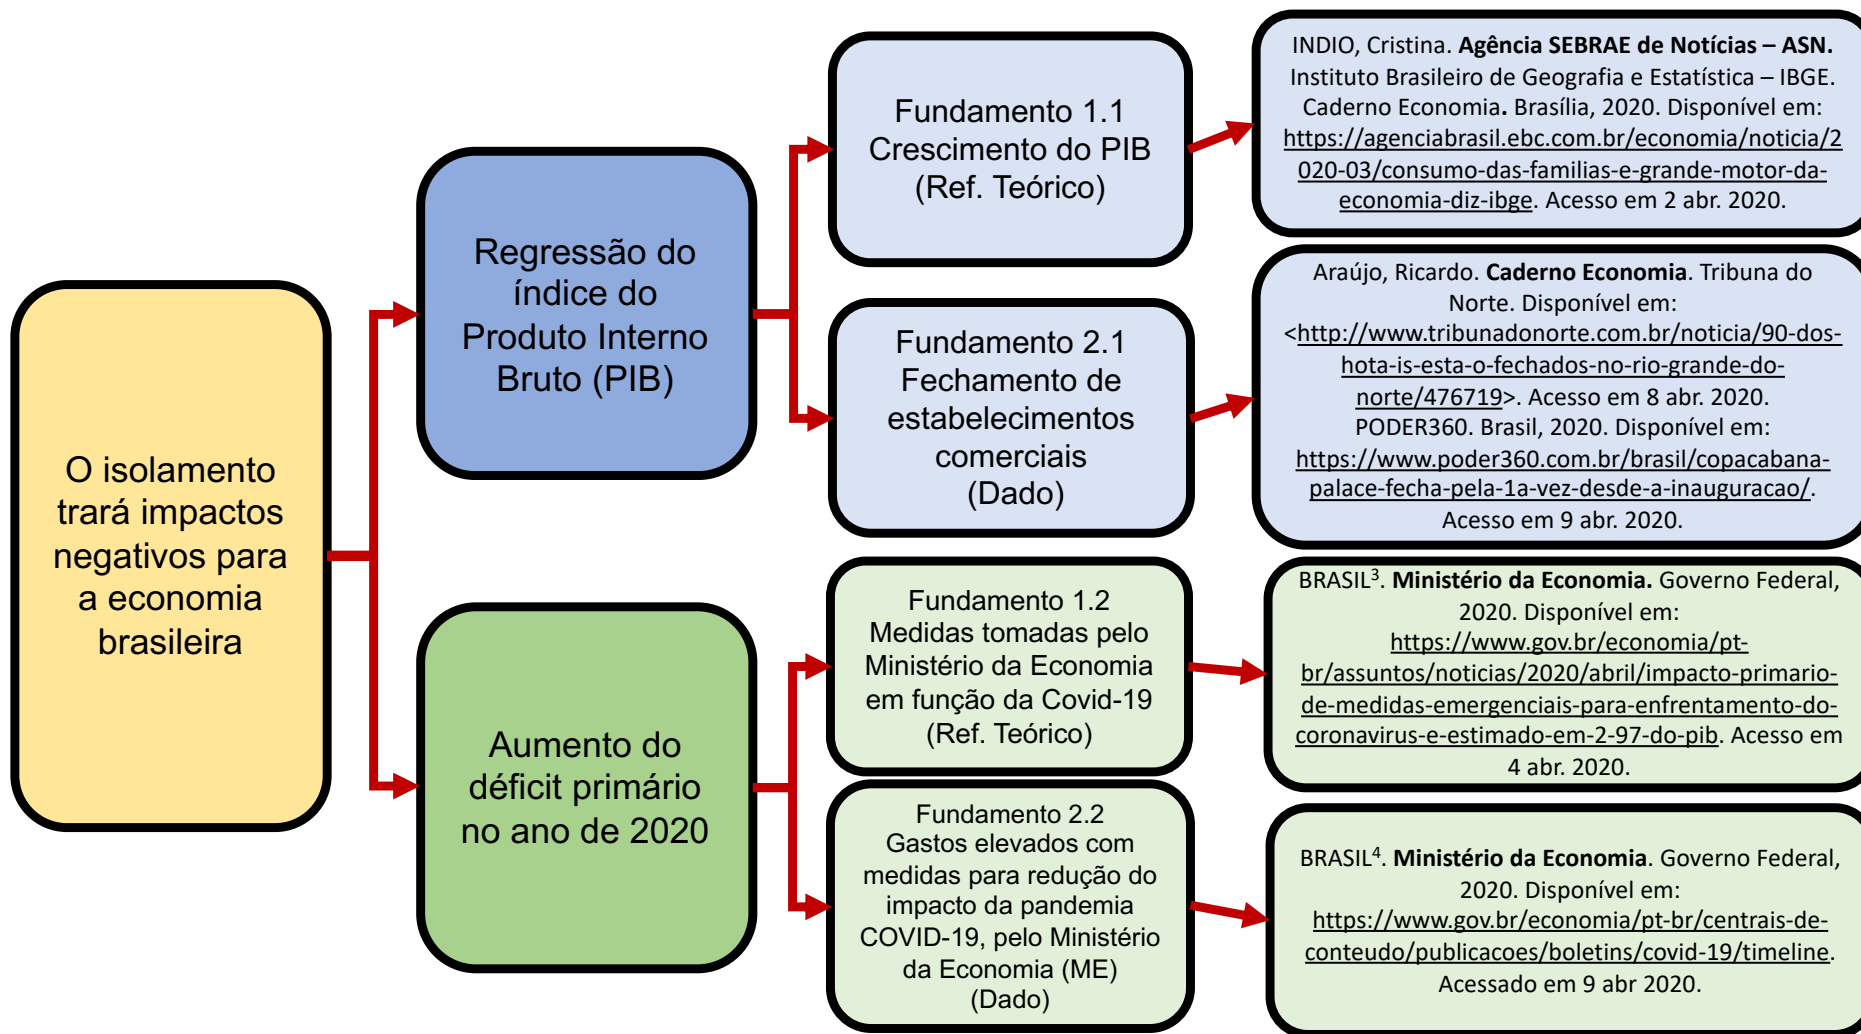 O isolamento
trará impactos
negativos para
a economia
brasileira
Regressão do
índice do
Produto Interno
Bruto (PIB)
Fundamento 1.1
Crescimento do PIB
(Ref. Teórico)
INDIO, Cristina. Agência SEBRAE de Notícias – ASN.
Instituto Brasileiro de Geografia e Estatística – IBGE.
Caderno Economia. Brasília, 2020. Disponível em:
https://agenciabrasil.ebc.com.br/economia/noticia/2
020-03/consumo-das-familias-e-grande-motor-da-
economia-diz-ibge. Acesso em 2 abr. 2020.
Fundamento 2.1
Fechamento de
estabelecimentos
comerciais
(Dado)
Araújo, Ricardo. Caderno Economia. Tribuna do
Norte. Disponível em:
<http://www.tribunadonorte.com.br/noticia/90-dos-
hota-is-esta-o-fechados-no-rio-grande-do-
norte/476719>. Acesso em 8 abr. 2020.
PODER360. Brasil, 2020. Disponível em:
https://www.poder360.com.br/brasil/copacabana-
palace-fecha-pela-1a-vez-desde-a-inauguracao/.
Acesso em 9 abr. 2020.
Aumento do
déficit primário
no ano de 2020
Fundamento 1.2
Medidas tomadas pelo
Ministério da Economia
em função da Covid-19
(Ref. Teórico)
BRASIL³. Ministério da Economia. Governo Federal,
2020. Disponível em:
https://www.gov.br/economia/pt-
br/assuntos/noticias/2020/abril/impacto-primario-
de-medidas-emergenciais-para-enfrentamento-do-
coronavirus-e-estimado-em-2-97-do-pib. Acesso em
4 abr. 2020.
Fundamento 2.2
Gastos elevados com
medidas para redução do
impacto da pandemia
COVID-19, pelo Ministério
da Economia (ME)
(Dado)
BRASIL⁴. Ministério da Economia. Governo Federal,
2020. Disponível em:
https://www.gov.br/economia/pt-br/centrais-de-
conteudo/publicacoes/boletins/covid-19/timeline.
Acessado em 9 abr 2020.